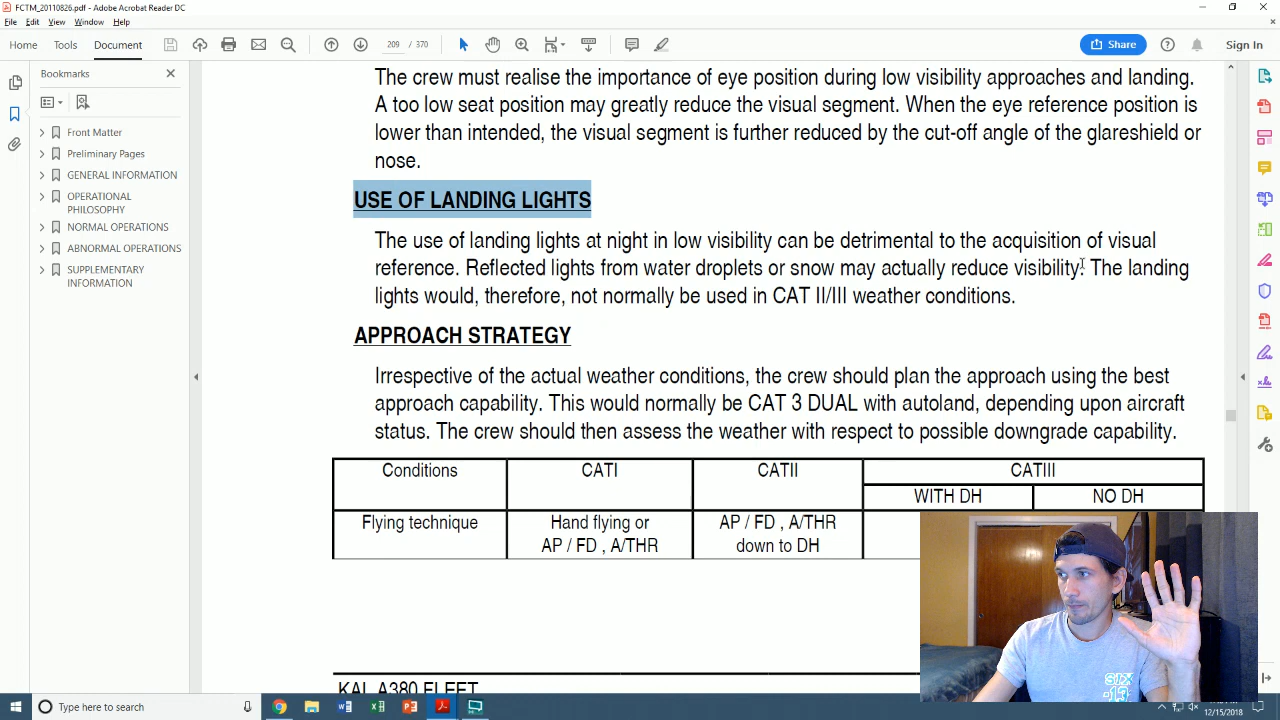 FCTM_20110826.pdf - Adobe Acrobat Reader DC
File Edit View Window Help
Home Tools Document 209 / 370 Share Sign In
Bookmarks
Front Matter
Preliminary Pages
GENERAL INFORMATION
OPERATIONAL
PHILOSOPHY
NORMAL OPERATIONS
ABNORMAL OPERATIONS
SUPPLEMENTARY
INFORMATION
The crew must realise the importance of eye position during low visibility approaches and landing.
A too low seat position may greatly reduce the visual segment. When the eye reference position is
lower than intended, the visual segment is further reduced by the cut-off angle of the glareshield or
nose.
USE OF LANDING LIGHTS
The use of landing lights at night in low visibility can be detrimental to the acquisition of visual
reference. Reflected lights from water droplets or snow may actually reduce visibility. The landing
lights would, therefore, not normally be used in CAT II/III weather conditions.
APPROACH STRATEGY
Irrespective of the actual weather conditions, the crew should plan the approach using the best
approach capability. This would normally be CAT 3 DUAL with autoland, depending upon aircraft
status. The crew should then assess the weather with respect to possible downgrade capability.
Conditions CATI CATII CATIII
WITH DH NO DH
Flying technique Hand flying or AP / FD , A/THR
AP / FD , A/THR down to DH
KAL A380 FLEET
SIX
-13
Type here to search
12/15/2018